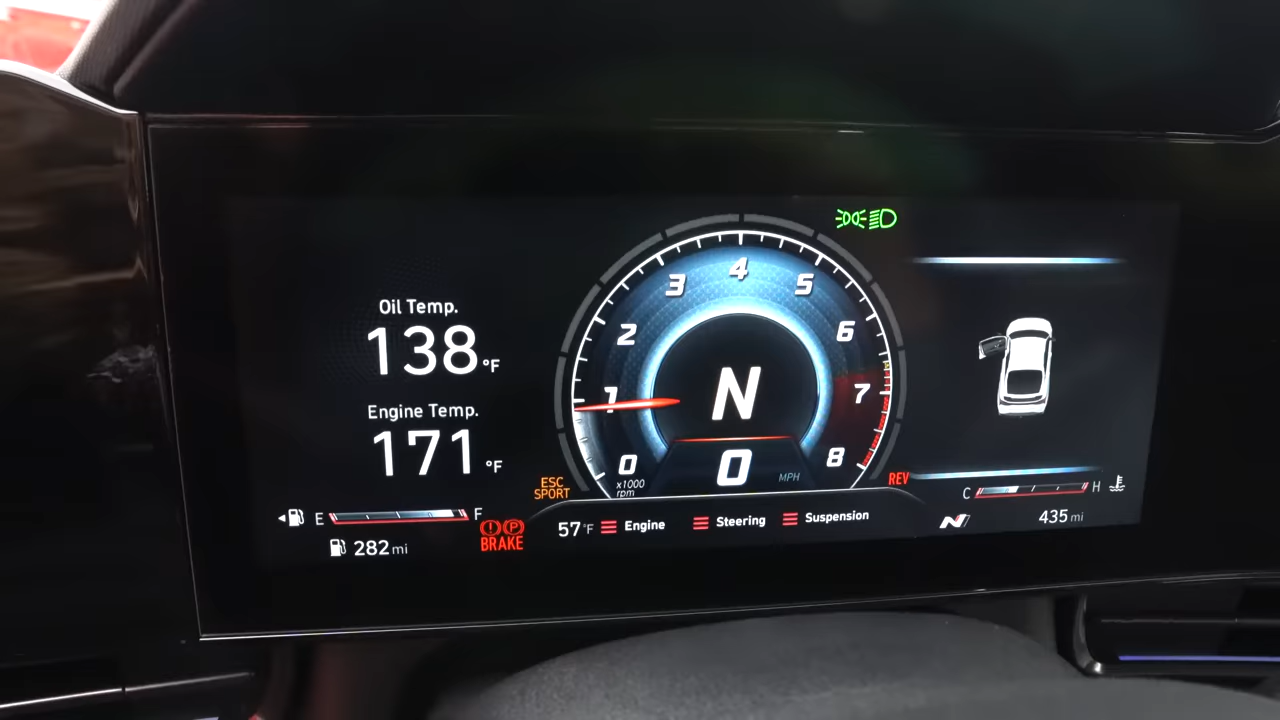 Oil Temp.
138°F
Engine Temp.
171°F
E F
282 mi
ESC
SPORT
BRAKE
P
0 1 2 3 4 5 6 7 8
x1000
rpm
N
0 MPH
57°F Engine Steering Suspension
REV
C H
N 435 mi